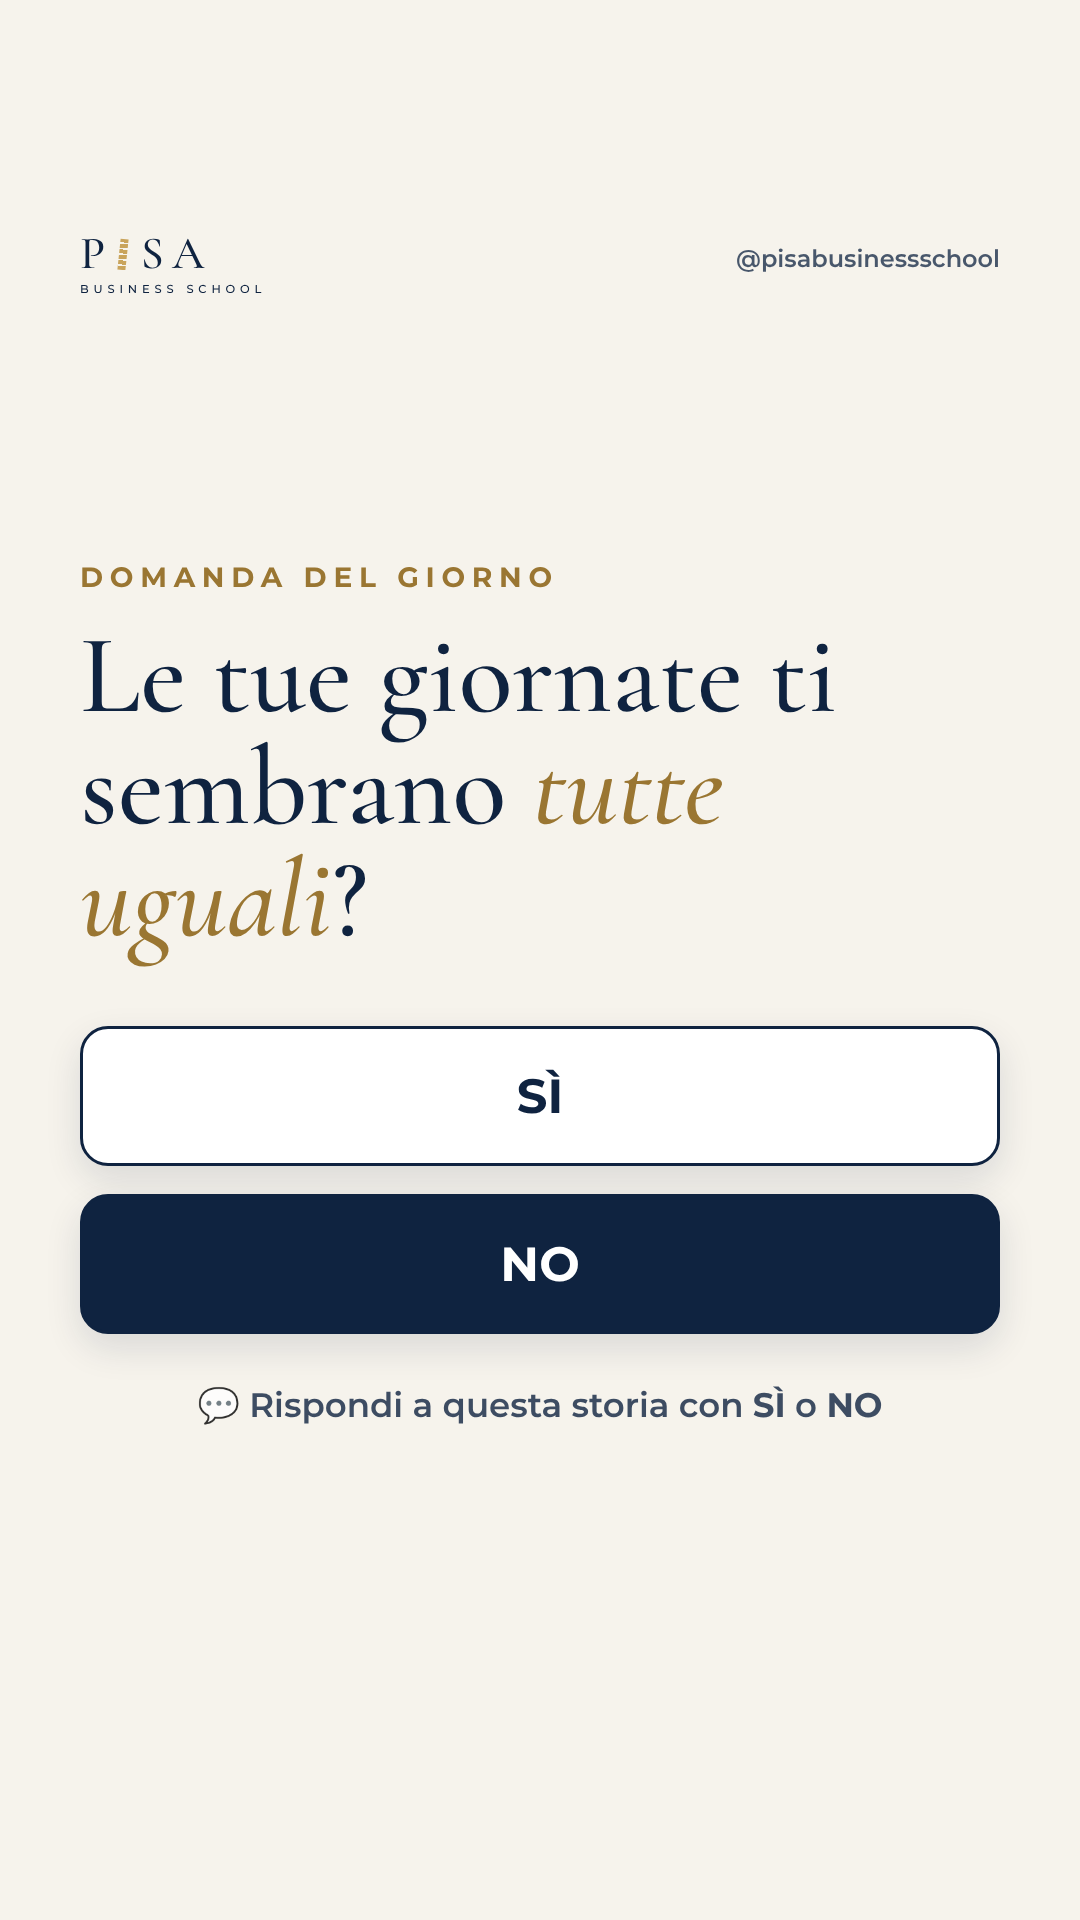 PISA
BUSINESS SCHOOL
@pisabusinessschool
DOMANDA DEL GIORNO
Le tue giornate ti
sembrano tutte
uguali?
SÌ
NO
💬 Rispondi a questa storia con SÌ o NO